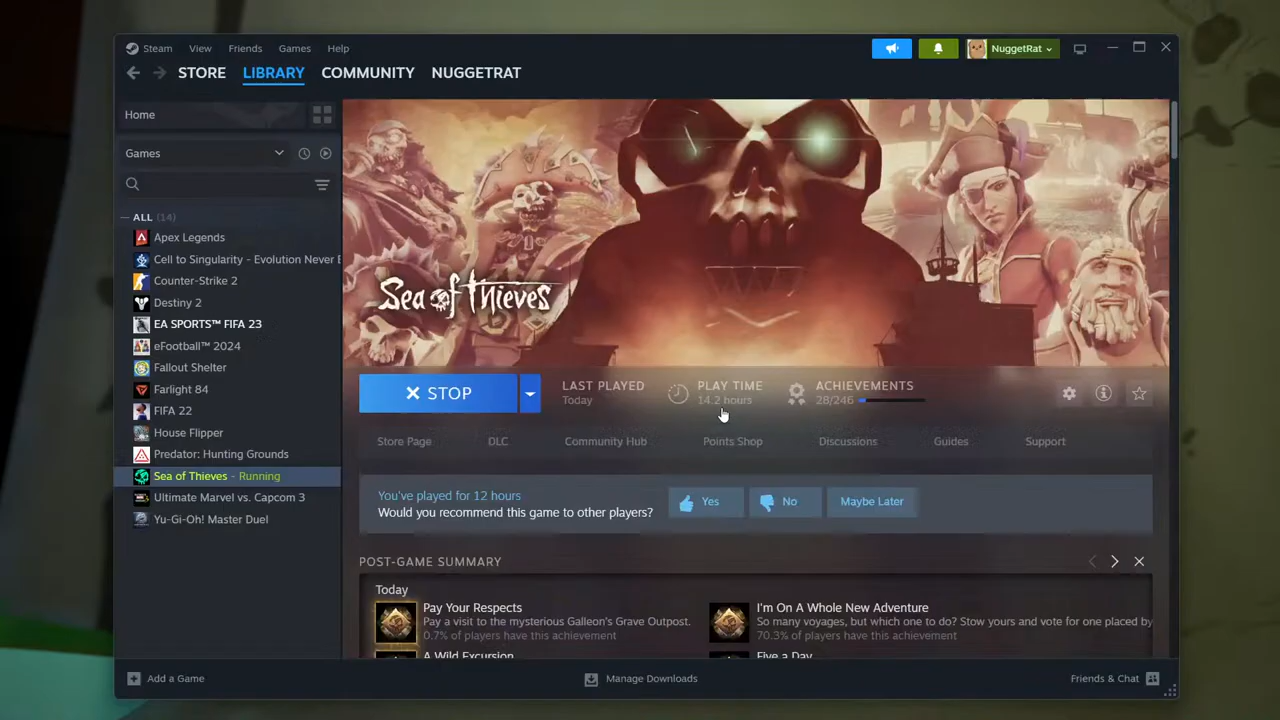 Steam View Friends Games Help
NuggetRat
STORE LIBRARY COMMUNITY NUGGETRAT
Home
Games
ALL (14)
Apex Legends
Cell to Singularity - Evolution Never E
Counter-Strike 2
Destiny 2
EA SPORTS™ FIFA 23
eFootball™ 2024
Fallout Shelter
Farlight 84
FIFA 22
House Flipper
Predator: Hunting Grounds
Sea of Thieves - Running
Ultimate Marvel vs. Capcom 3
Yu-Gi-Oh! Master Duel
Sea of Thieves
STOP
LAST PLAYED
Today
PLAY TIME
14.2 hours
ACHIEVEMENTS
28/246
Store Page DLC Community Hub Points Shop Discussions Guides Support
You've played for 12 hours
Would you recommend this game to other players?
Yes No Maybe Later
POST-GAME SUMMARY
Today
Pay Your Respects
Pay a visit to the mysterious Galleon's Grave Outpost.
0.7% of players have this achievement
I'm On A Whole New Adventure
So many voyages, but which one to do? Stow yours and vote for one placed by
70.3% of players have this achievement
A Wild Excursion
Five a Day
Add a Game
Manage Downloads
Friends & Chat